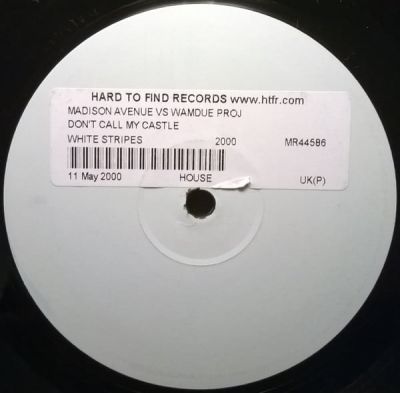 HARD TO FIND RECORDS www.htfr.com
MADISON AVENUE VS WAMDUE PROJ
DON'T CALL MY CASTLE
WHITE STRIPES 2000 MR44586
11 May 2000 HOUSE UK(P)